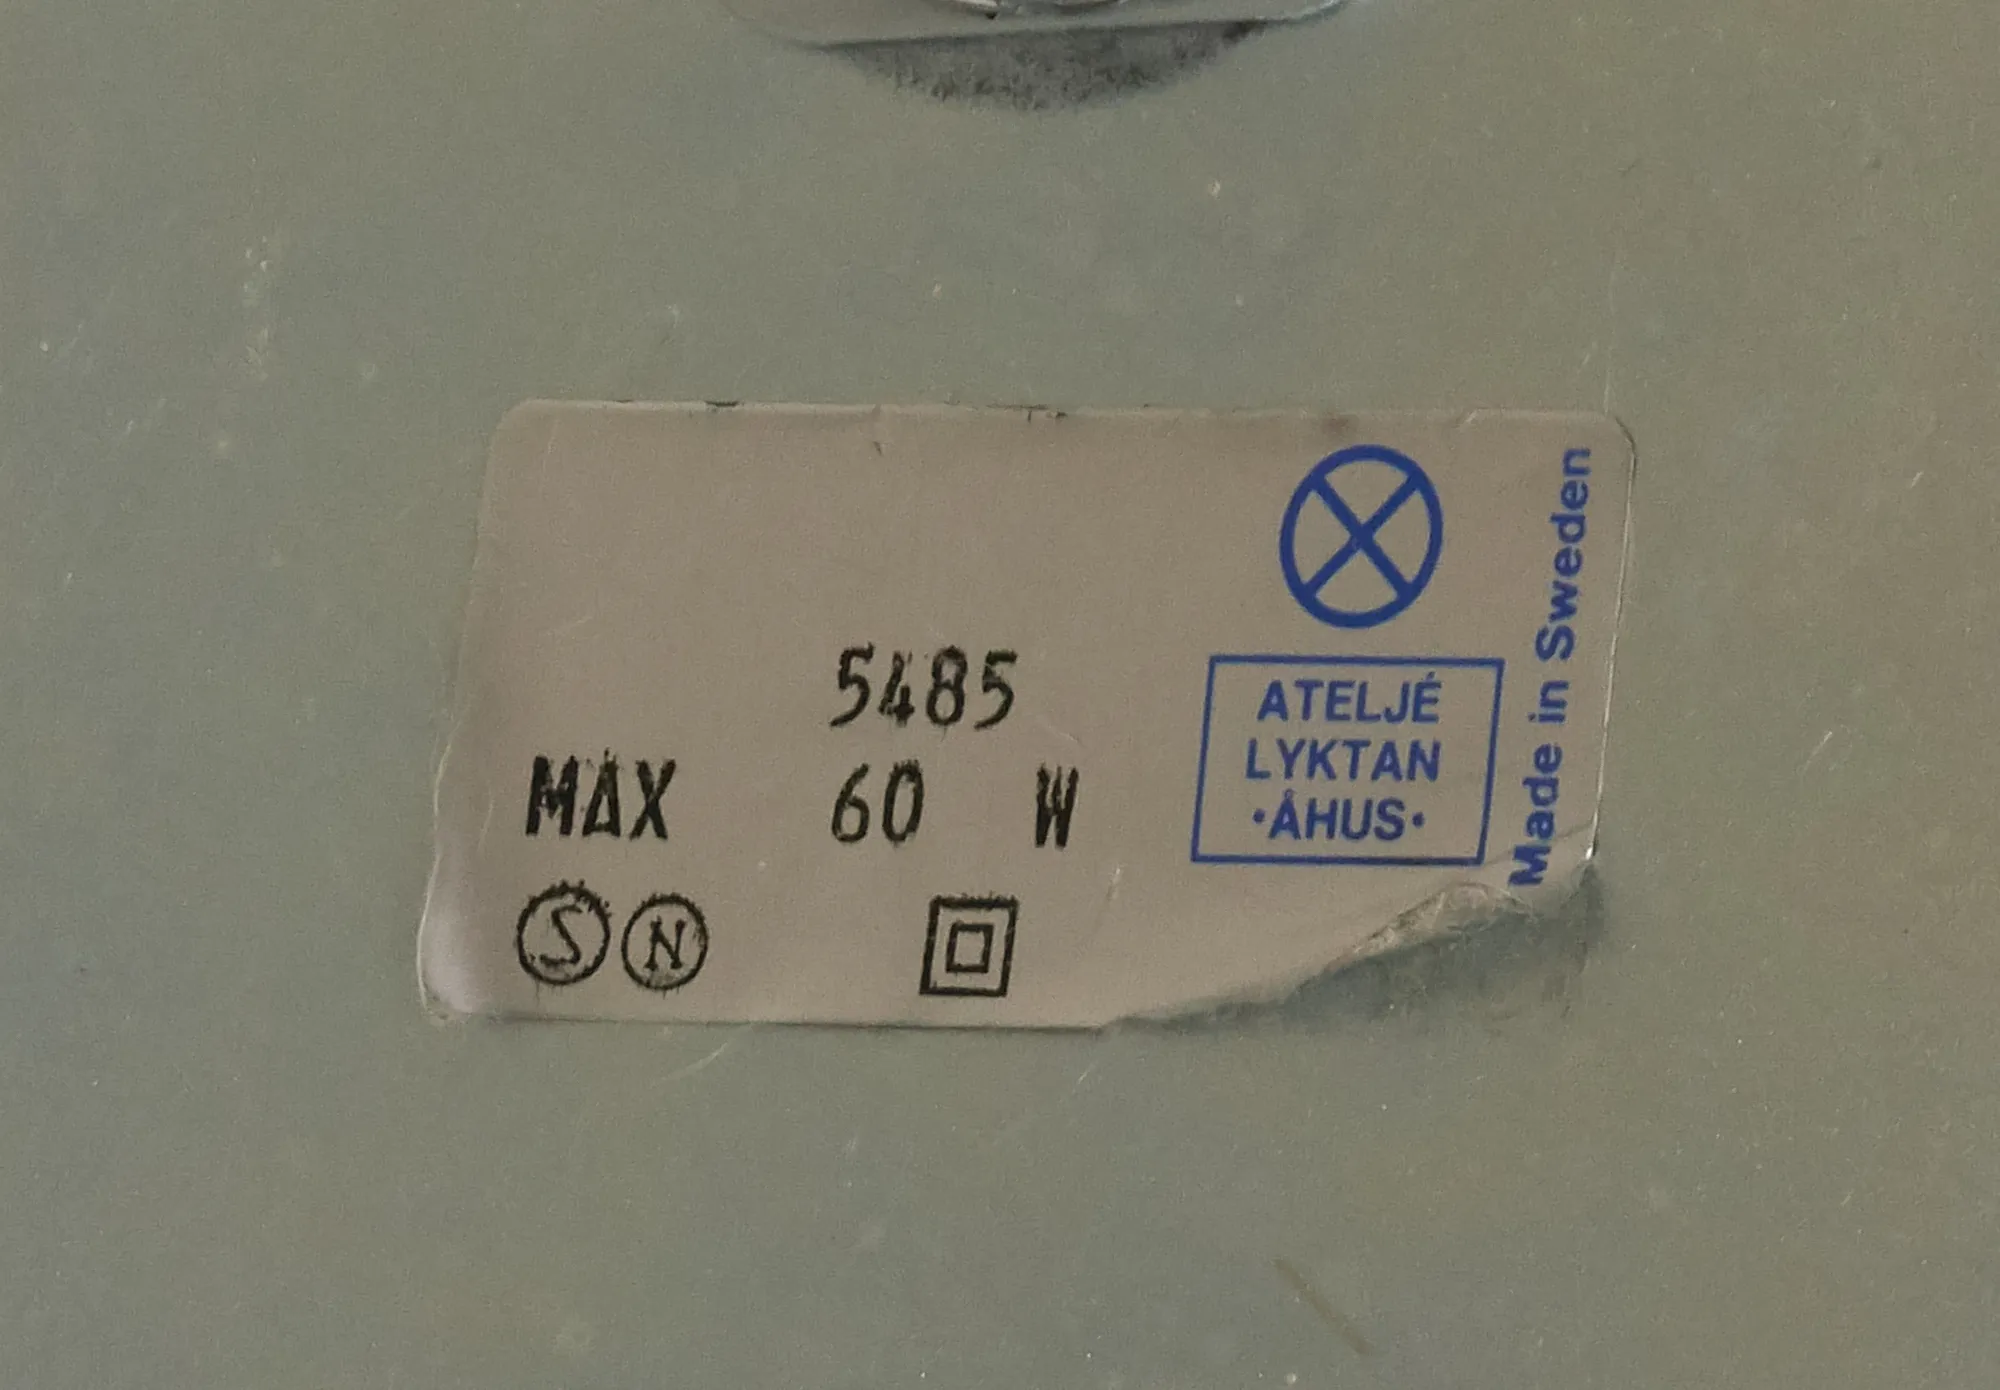 5485
MAX 60 W
S N
ATELJÉ
LYKTAN
·ÅHUS·
Made in Sweden